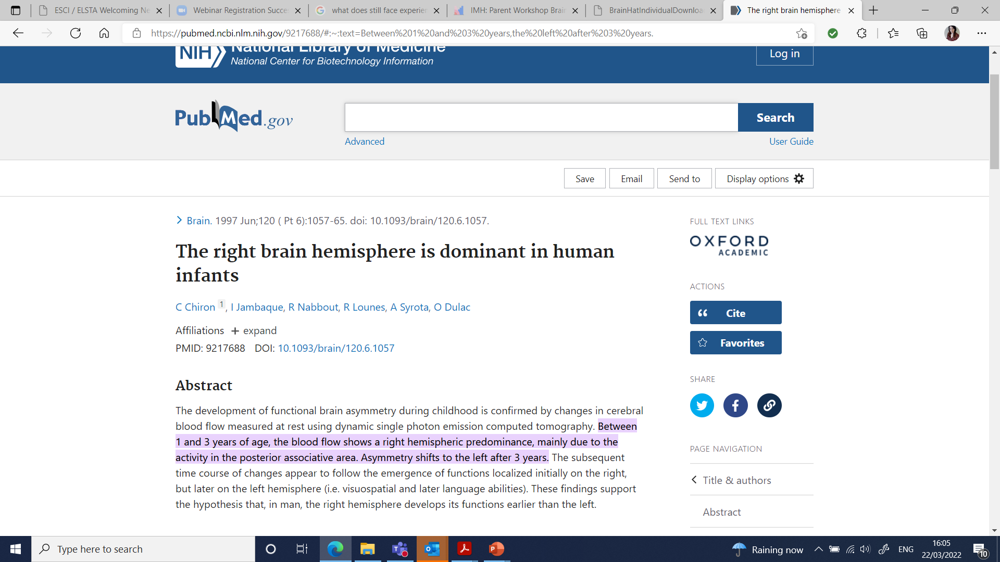 ESCI / ELSTA Welcoming Ne
Webinar Registration Succe
what does still face experien
IMH: Parent Workshop Brain
BrainHatIndividualDownloa
The right brain hemisphere
https://pubmed.ncbi.nlm.nih.gov/9217688/#:~:text=Between%201%20and%203%20years,the%20left%20after%203%20years.
NIH National Library of Medicine
National Center for Biotechnology Information
Log in
PubMed.gov
Search
Advanced
User Guide
Save
Email
Send to
Display options
Brain. 1997 Jun;120 ( Pt 6):1057-65. doi: 10.1093/brain/120.6.1057.
The right brain hemisphere is dominant in human
infants
C Chiron 1, I Jambaque, R Nabbout, R Lounes, A Syrota, O Dulac
Affiliations + expand
PMID: 9217688 DOI: 10.1093/brain/120.6.1057
Abstract
The development of functional brain asymmetry during childhood is confirmed by changes in cerebral
blood flow measured at rest using dynamic single photon emission computed tomography. Between
1 and 3 years of age, the blood flow shows a right hemispheric predominance, mainly due to the
activity in the posterior associative area. Asymmetry shifts to the left after 3 years. The subsequent
time course of changes appear to follow the emergence of functions localized initially on the right,
but later on the left hemisphere (i.e. visuospatial and later language abilities). These findings support
the hypothesis that, in man, the right hemisphere develops its functions earlier than the left.
FULL TEXT LINKS
OXFORD
ACADEMIC
ACTIONS
Cite
Favorites
SHARE
PAGE NAVIGATION
Title & authors
Abstract
Type here to search
Raining now
ENG
16:05
22/03/2022
10